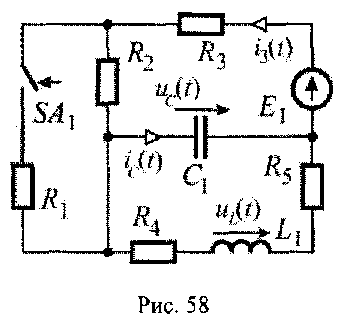 R2
R3
i3(t)
SA1
uC(t)
E1
iC(t)
C1
R1
R5
R4
uL(t)
L1
Рис. 58